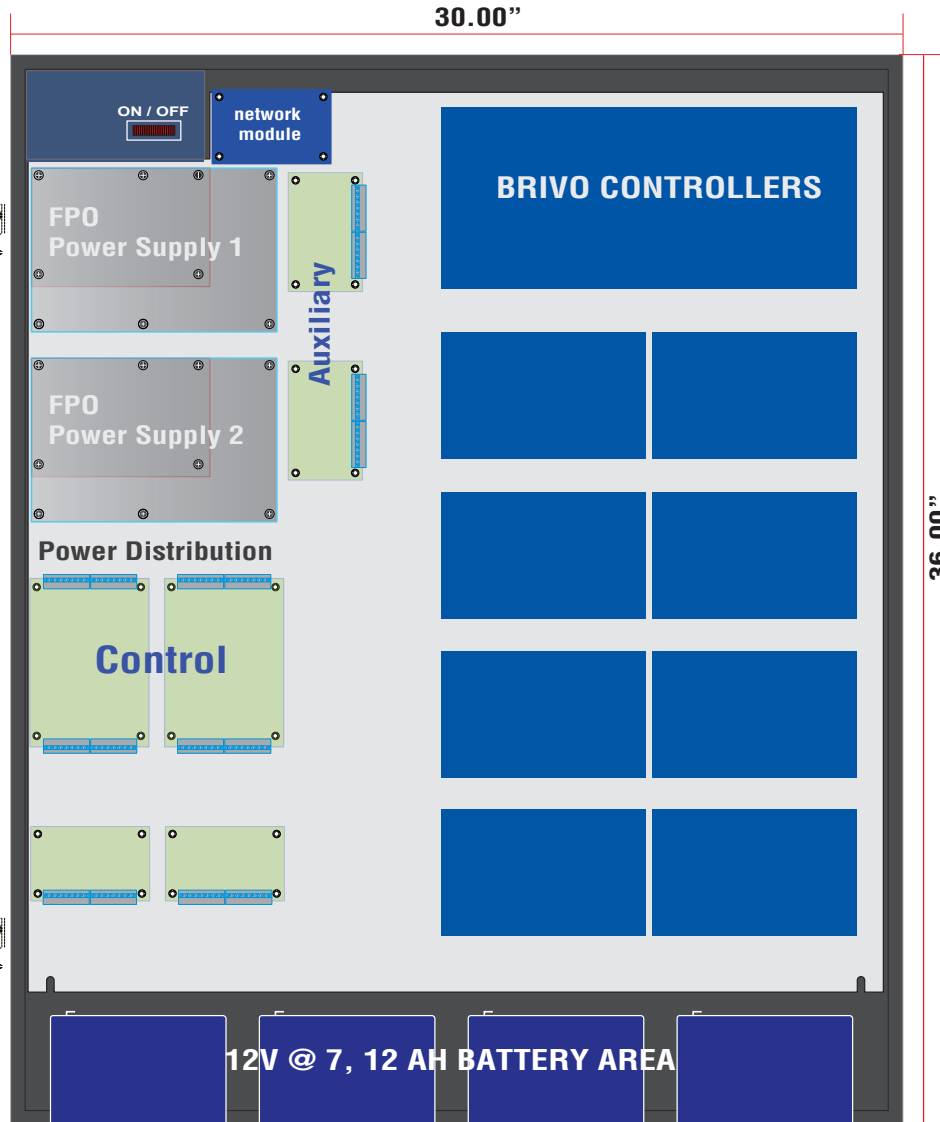 30.00”
ON / OFF
network
module
BRIVO CONTROLLERS
FPO
Power Supply 1
Auxiliary
FPO
Power Supply 2
36.00”
Power Distribution
Control
12V @ 7, 12 AH BATTERY AREA